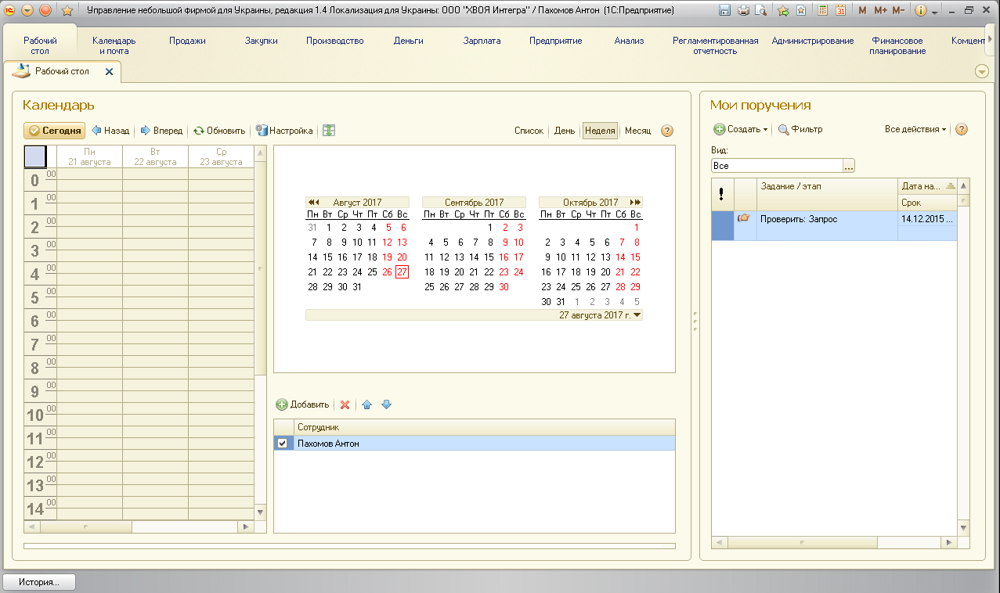 Управление небольшой фирмой для Украины, редакция 1.4 Локализация для Украины: ООО "ХВОЯ Интегра" / Пахомов Антон (1С:Предприятие)
M M+ M-
Рабочий стол
Календарь и почта
Продажи
Закупки
Производство
Деньги
Зарплата
Предприятие
Анализ
Регламентированная отчетность
Администрирование
Финансовое планирование
Комцент
Рабочий стол
Календарь
Сегодня Назад Вперед Обновить Настройка Список День Неделя Месяц ?
Пн 21 августа
Вт 22 августа
Ср 23 августа
0 00
1 00
2 00
3 00
4 00
5 00
6 00
7 00
8 00
9 00
10 00
11 00
12 00
13 00
14 00
Август 2017
Пн Вт Ср Чт Пт Сб Вс
31 1 2 3 4 5 6
7 8 9 10 11 12 13
14 15 16 17 18 19 20
21 22 23 24 25 26 27
28 29 30 31
Сентябрь 2017
Пн Вт Ср Чт Пт Сб Вс
1 2 3
4 5 6 7 8 9 10
11 12 13 14 15 16 17
18 19 20 21 22 23 24
25 26 27 28 29 30
Октябрь 2017
Пн Вт Ср Чт Пт Сб Вс
1
2 3 4 5 6 7 8
9 10 11 12 13 14 15
16 17 18 19 20 21 22
23 24 25 26 27 28 29
30 31 1 2 3 4 5
27 августа 2017 г.
Добавить
Сотрудник
Пахомов Антон
Мои поручения
Создать Фильтр Все действия ?
Вид:
Все ...
! Задание / этап Дата на...
Срок
Проверить: Запрос 14.12.2015 ...
История...